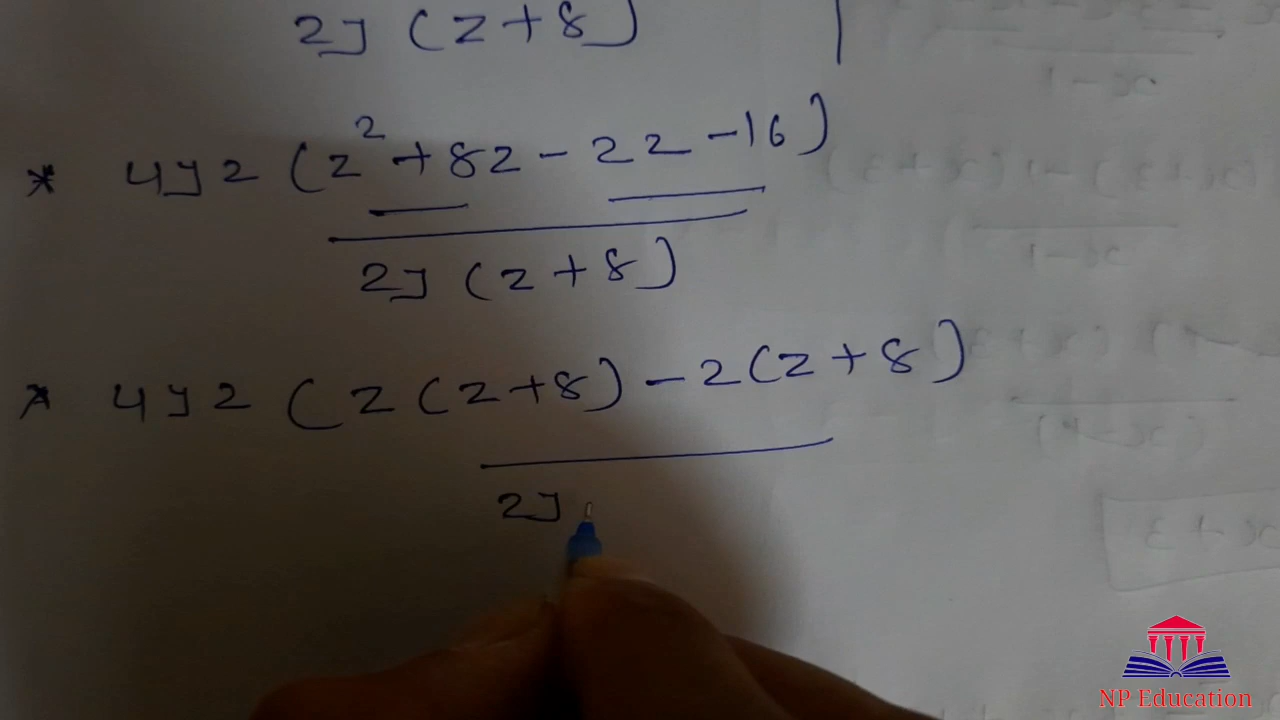 2y (z+8)
* 4yz (z² + 8z - 2z - 16)
2y (z+8)
* 4yz (z(z+8) - 2(z+8)
2y
NP Education